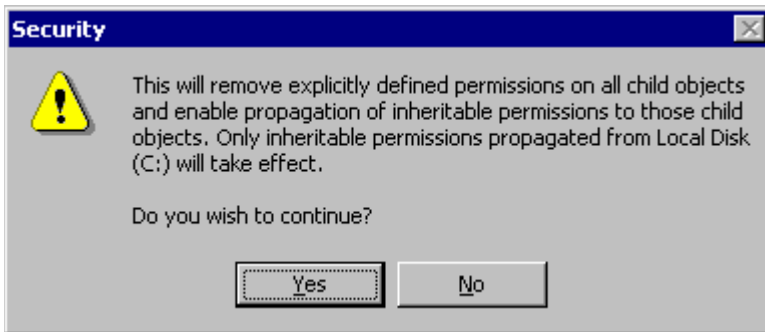 Security
This will remove explicitly defined permissions on all child objects
and enable propagation of inheritable permissions to those child
objects. Only inheritable permissions propagated from Local Disk
(C:) will take effect.
Do you wish to continue?
Yes No